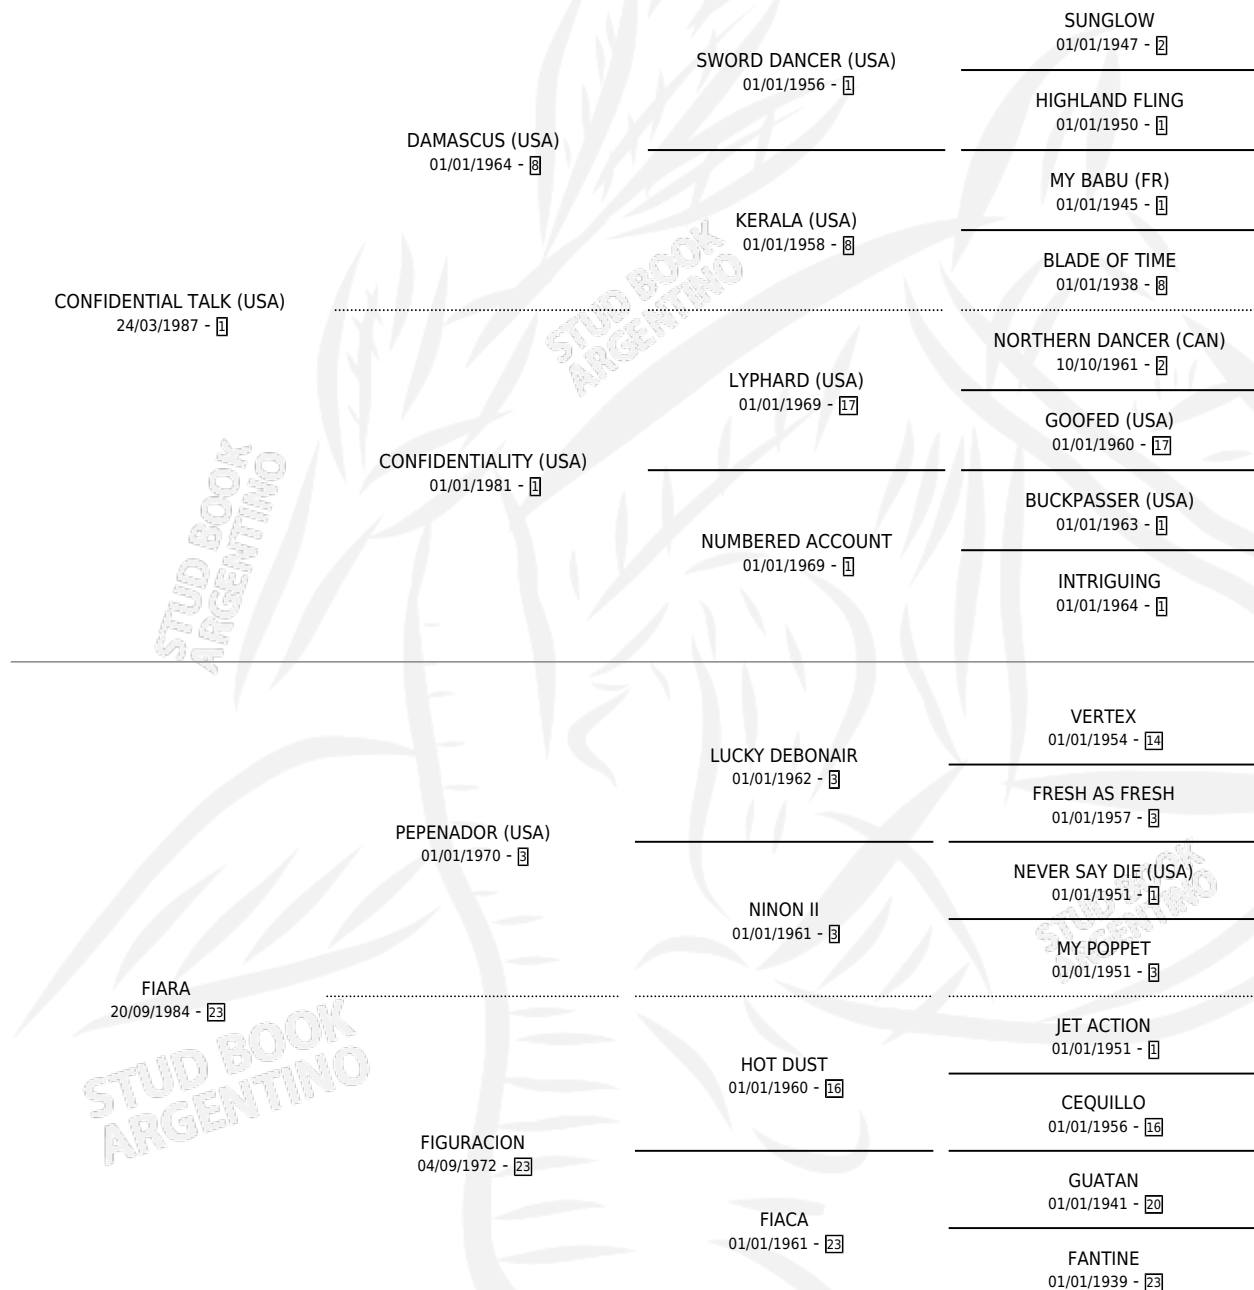 SUNGLOW
01/01/1947 - 2
SWORD DANCER (USA)
01/01/1956 - 1
HIGHLAND FLING
01/01/1950 - 1
DAMASCUS (USA)
01/01/1964 - 8
MY BABU (FR)
01/01/1945 - 1
KERALA (USA)
01/01/1958 - 8
BLADE OF TIME
01/01/1938 - 8
CONFIDENTIAL TALK (USA)
24/03/1987 - 1
NORTHERN DANCER (CAN)
10/10/1961 - 2
LYPHARD (USA)
01/01/1969 - 17
GOOFED (USA)
01/01/1960 - 17
CONFIDENTIALITY (USA)
01/01/1981 - 1
BUCKPASSER (USA)
01/01/1963 - 1
NUMBERED ACCOUNT
01/01/1969 - 1
INTRIGUING
01/01/1964 - 1
VERTEX
01/01/1954 - 14
LUCKY DEBONAIR
01/01/1962 - 3
FRESH AS FRESH
01/01/1957 - 3
PEPENADOR (USA)
01/01/1970 - 3
NEVER SAY DIE (USA)
01/01/1951 - 1
NINON II
01/01/1961 - 3
MY POPPET
01/01/1951 - 3
FIARA
20/09/1984 - 23
JET ACTION
01/01/1951 - 1
HOT DUST
01/01/1960 - 16
CEQUILLO
01/01/1956 - 16
FIGURACION
04/09/1972 - 23
GUATAN
01/01/1941 - 20
FIACA
01/01/1961 - 23
FANTINE
01/01/1939 - 23
STUD BOOK
ARGENTINO
STUD BOOK
ARGENTINO
STUD BOOK
ARGENTINO
STUD BOOK
ARGENTINO